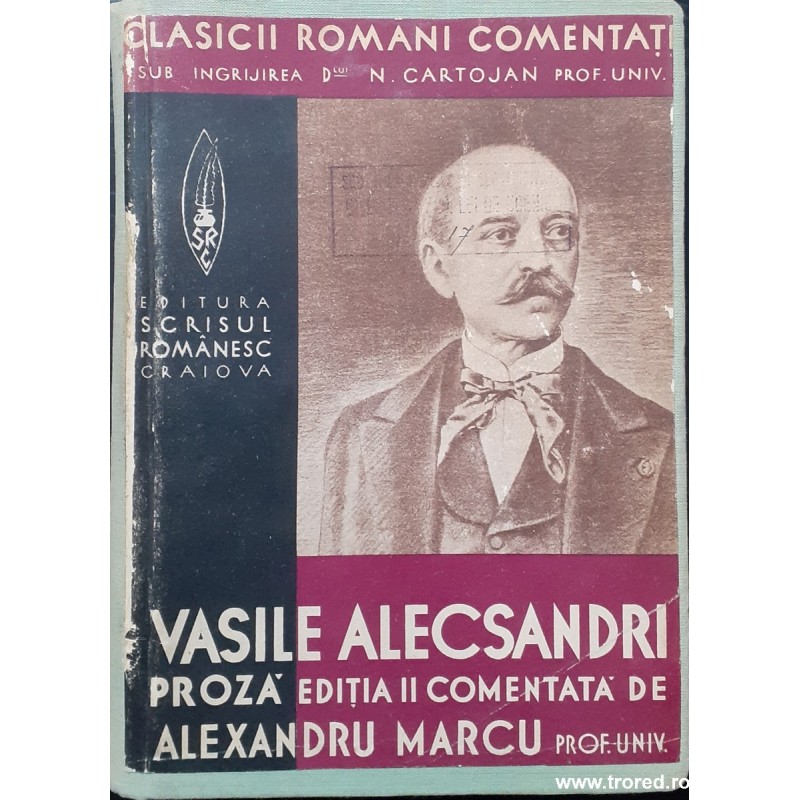 CLASICII ROMANI COMENTAȚI
SUB INGRIJIREA DLUI N. CARTOJAN PROF. UNIV.
SRC
EDITURA
SCRISUL
ROMÂNESC
CRAIOVA
17
VASILE ALECSANDRI
PROZĂ EDIȚIA II COMENTATĂ DE
ALEXANDRU MARCU PROF. UNIV.
www.trored.ro